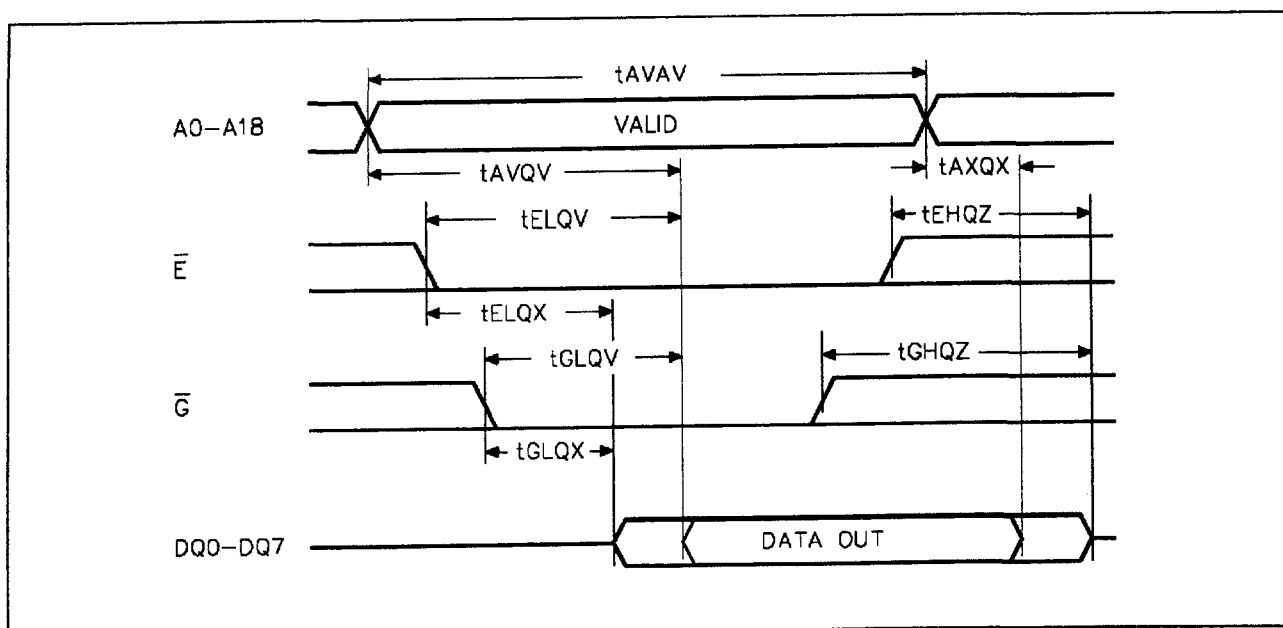 tAVAV
A0-A18
VALID
tAVQV
tAXQX
tELQV
tEHQZ
E̅
tELQX
tGLQV
tGHQZ
G̅
tGLQX
DQ0-DQ7
DATA OUT